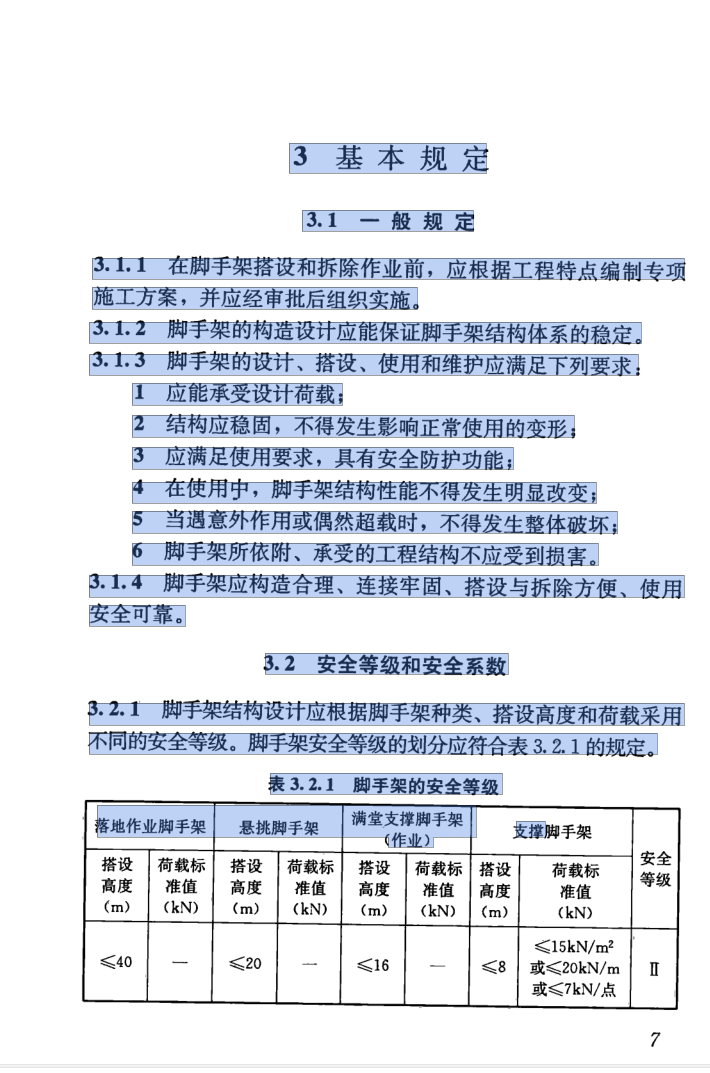 3 基本规定
3.1 一般规定
3.1.1 在脚手架搭设和拆除作业前，应根据工程特点编制专项
施工方案，并应经审批后组织实施。
3.1.2 脚手架的构造设计应能保证脚手架结构体系的稳定。
3.1.3 脚手架的设计、搭设、使用和维护应满足下列要求：
1 应能承受设计荷载；
2 结构应稳固，不得发生影响正常使用的变形；
3 应满足使用要求，具有安全防护功能；
4 在使用中，脚手架结构性能不得发生明显改变；
5 当遇意外作用或偶然超载时，不得发生整体破坏；
6 脚手架所依附、承受的工程结构不应受到损害。
3.1.4 脚手架应构造合理、连接牢固、搭设与拆除方便、使用
安全可靠。
3.2 安全等级和安全系数
3.2.1 脚手架结构设计应根据脚手架种类、搭设高度和荷载采用
不同的安全等级。脚手架安全等级的划分应符合表 3.2.1 的规定。
表 3.2.1 脚手架的安全等级
落地作业脚手架 悬挑脚手架 满堂支撑脚手架（作业） 支撑脚手架 安全等级
搭设高度（m） 荷载标准值（kN） 搭设高度（m） 荷载标准值（kN） 搭设高度（m） 荷载标准值（kN） 搭设高度（m） 荷载标准值（kN）
≤40 — ≤20 — ≤16 — ≤8 ≤15kN/m² 或≤20kN/m 或≤7kN/点 Ⅱ
7